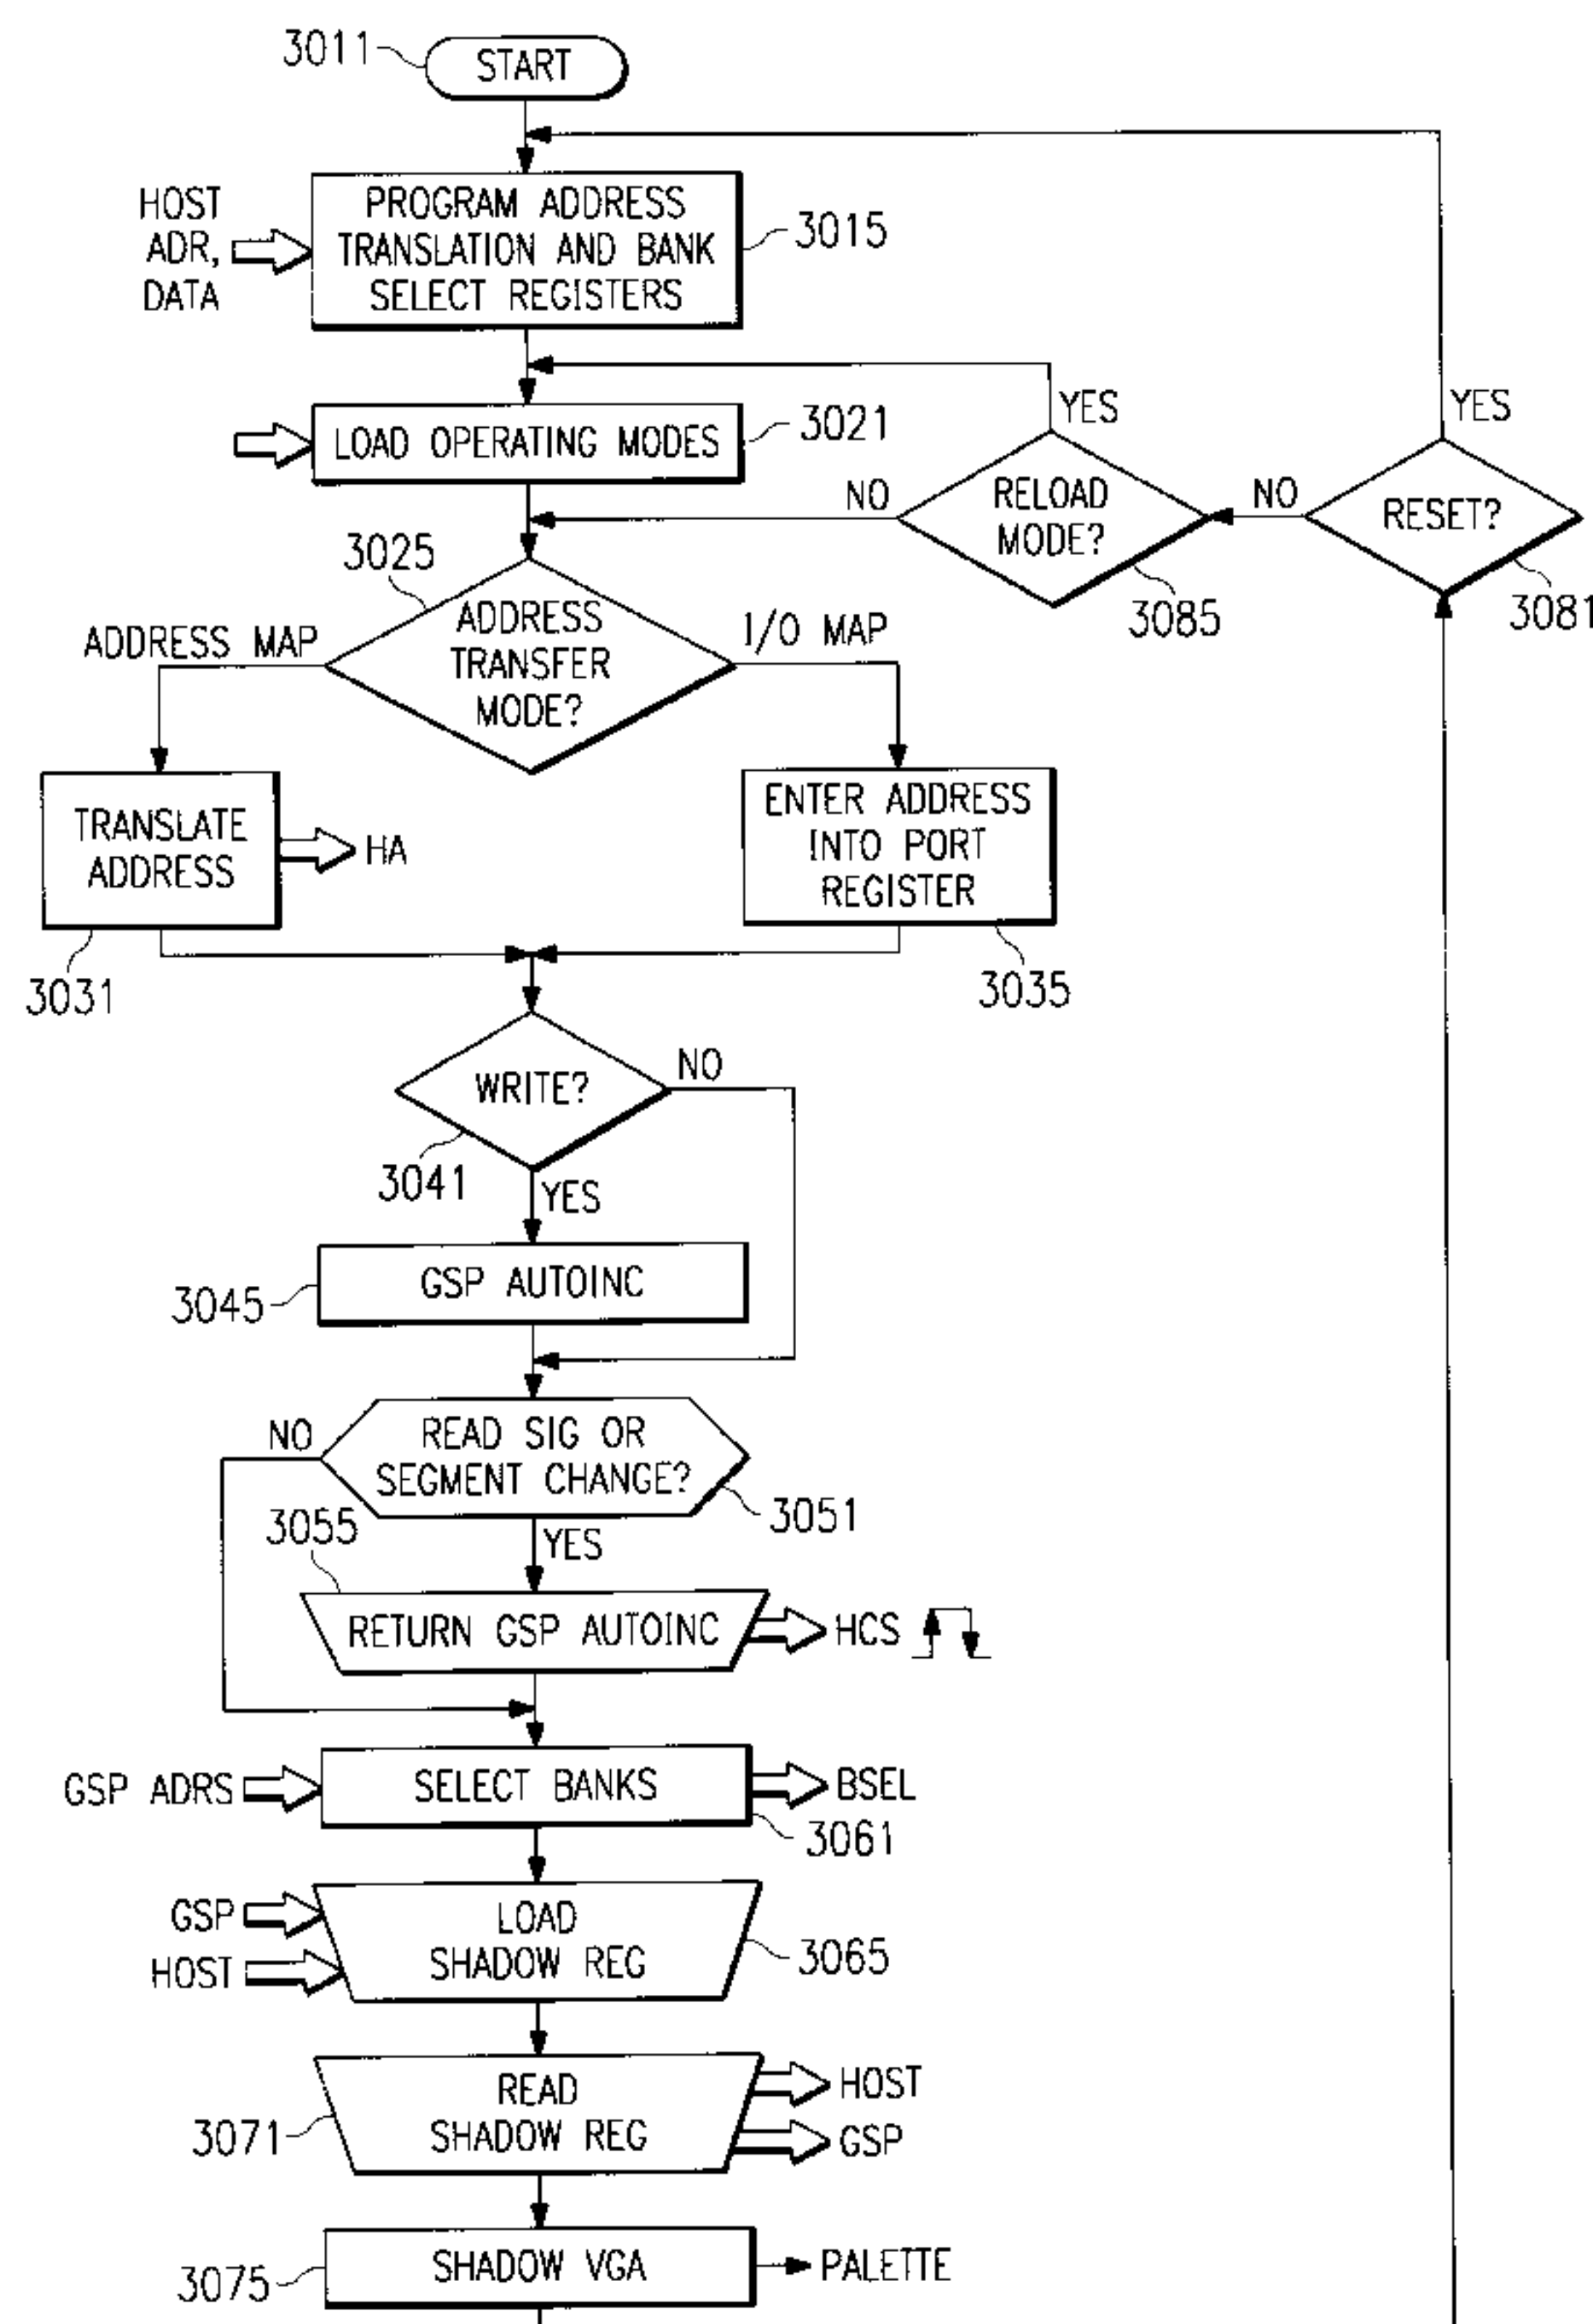 3011
START
HOST
ADR,
DATA
PROGRAM ADDRESS
TRANSLATION AND BANK
SELECT REGISTERS
3015
YES
YES
LOAD OPERATING MODES
3021
NO
RELOAD
MODE?
NO
RESET?
3085
3081
3025
ADDRESS
TRANSFER
MODE?
ADDRESS MAP
I/O MAP
TRANSLATE
ADDRESS
HA
ENTER ADDRESS
INTO PORT
REGISTER
3031
3035
WRITE?
NO
3041
YES
GSP AUTOINC
3045
NO
READ SIG OR
SEGMENT CHANGE?
3051
3055
YES
RETURN GSP AUTOINC
HCS
GSP ADRS
SELECT BANKS
BSEL
3061
GSP
HOST
LOAD
SHADOW REG
3065
READ
SHADOW REG
HOST
GSP
3071
SHADOW VGA
PALETTE
3075